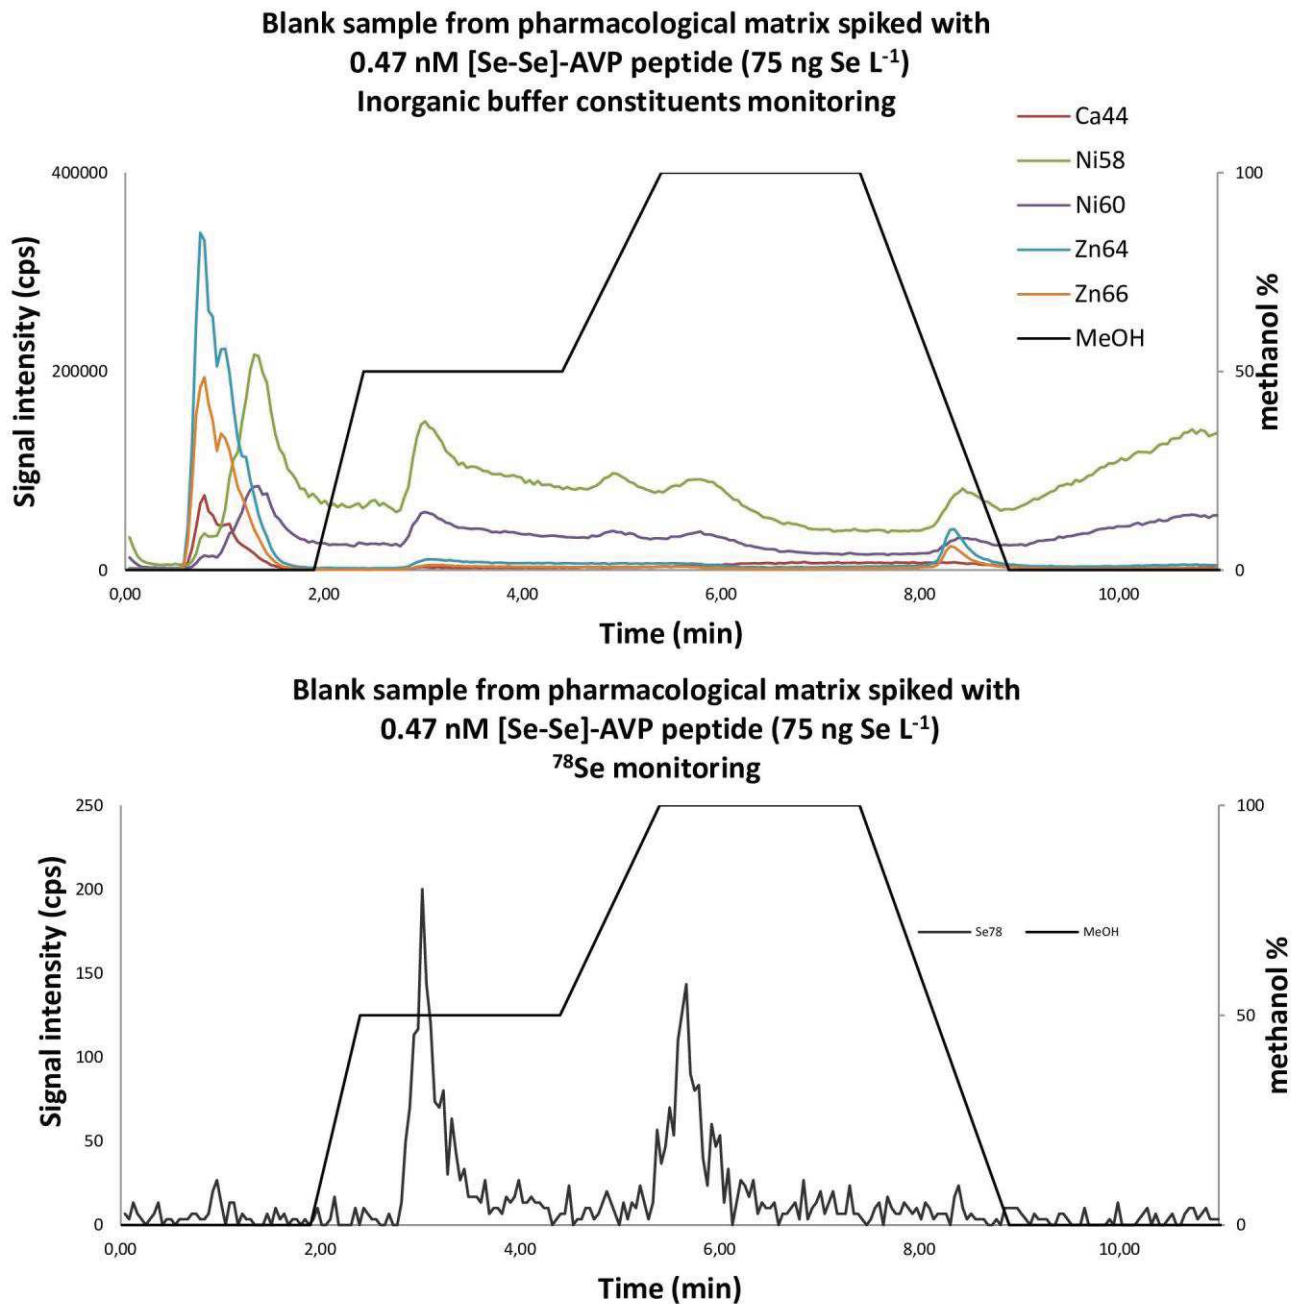 Blank sample from pharmacological matrix spiked with
0.47 nM [Se-Se]-AVP peptide (75 ng Se L⁻¹)
Inorganic buffer constituents monitoring
Ca44
Ni58
Ni60
Zn64
Zn66
MeOH
400000
200000
0
Signal intensity (cps)
100
50
0
methanol %
0,00
2,00
4,00
6,00
8,00
10,00
Time (min)
Blank sample from pharmacological matrix spiked with
0.47 nM [Se-Se]-AVP peptide (75 ng Se L⁻¹)
⁷⁸Se monitoring
250
200
150
100
50
0
Signal intensity (cps)
Se78
MeOH
100
50
0
methanol %
0,00
2,00
4,00
6,00
8,00
10,00
Time (min)